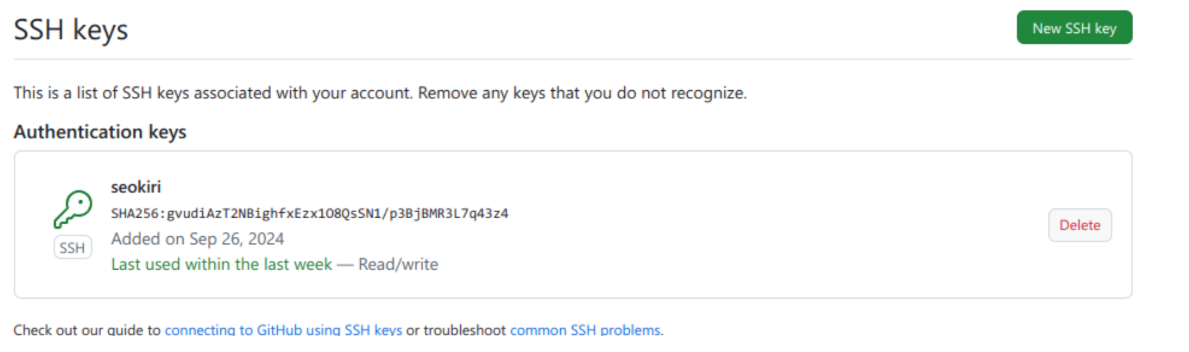 SSH keys
New SSH key
This is a list of SSH keys associated with your account. Remove any keys that you do not recognize.
Authentication keys
seokiri
SHA256:gvudiAzT2NBighfxEzx1O8QsSN1/p3BjBMR3L7q43z4
Added on Sep 26, 2024
Last used within the last week — Read/write
SSH
Delete
Check out our guide to connecting to GitHub using SSH keys or troubleshoot common SSH problems.